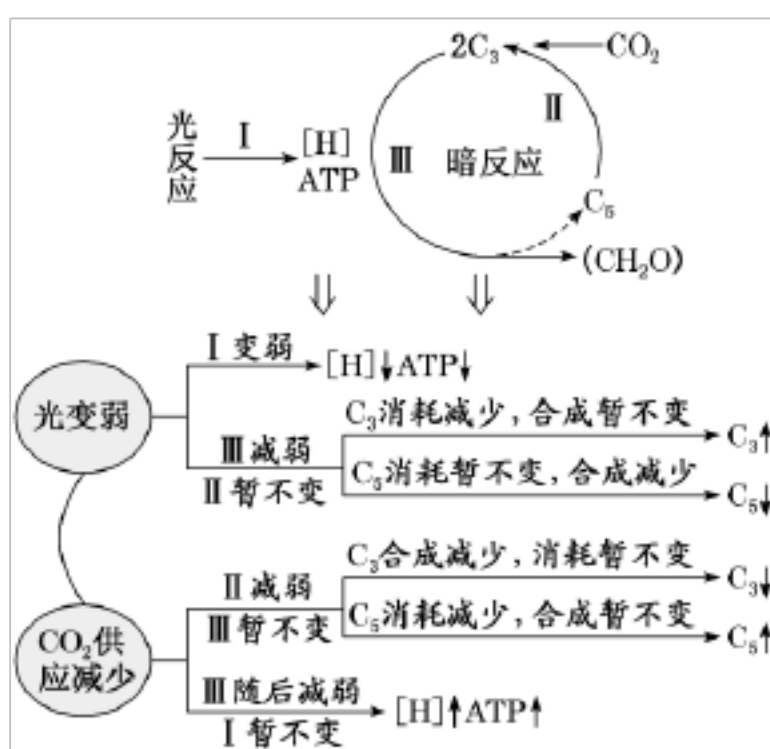 2C₃
CO₂
Ⅱ
光反应
Ⅰ
[H]
ATP
Ⅲ
暗反应
C₅
(CH₂O)
光变弱
Ⅰ变弱
[H]↓ATP↓
Ⅲ减弱
Ⅱ暂不变
C₃消耗减少，合成暂不变
C₃↑
C₅消耗暂不变，合成减少
C₅↓
CO₂供
应减少
Ⅱ减弱
Ⅲ暂不变
C₃合成减少，消耗暂不变
C₃↓
C₅消耗减少，合成暂不变
C₅↑
Ⅲ随后减弱
Ⅰ暂不变
[H]↑ATP↑